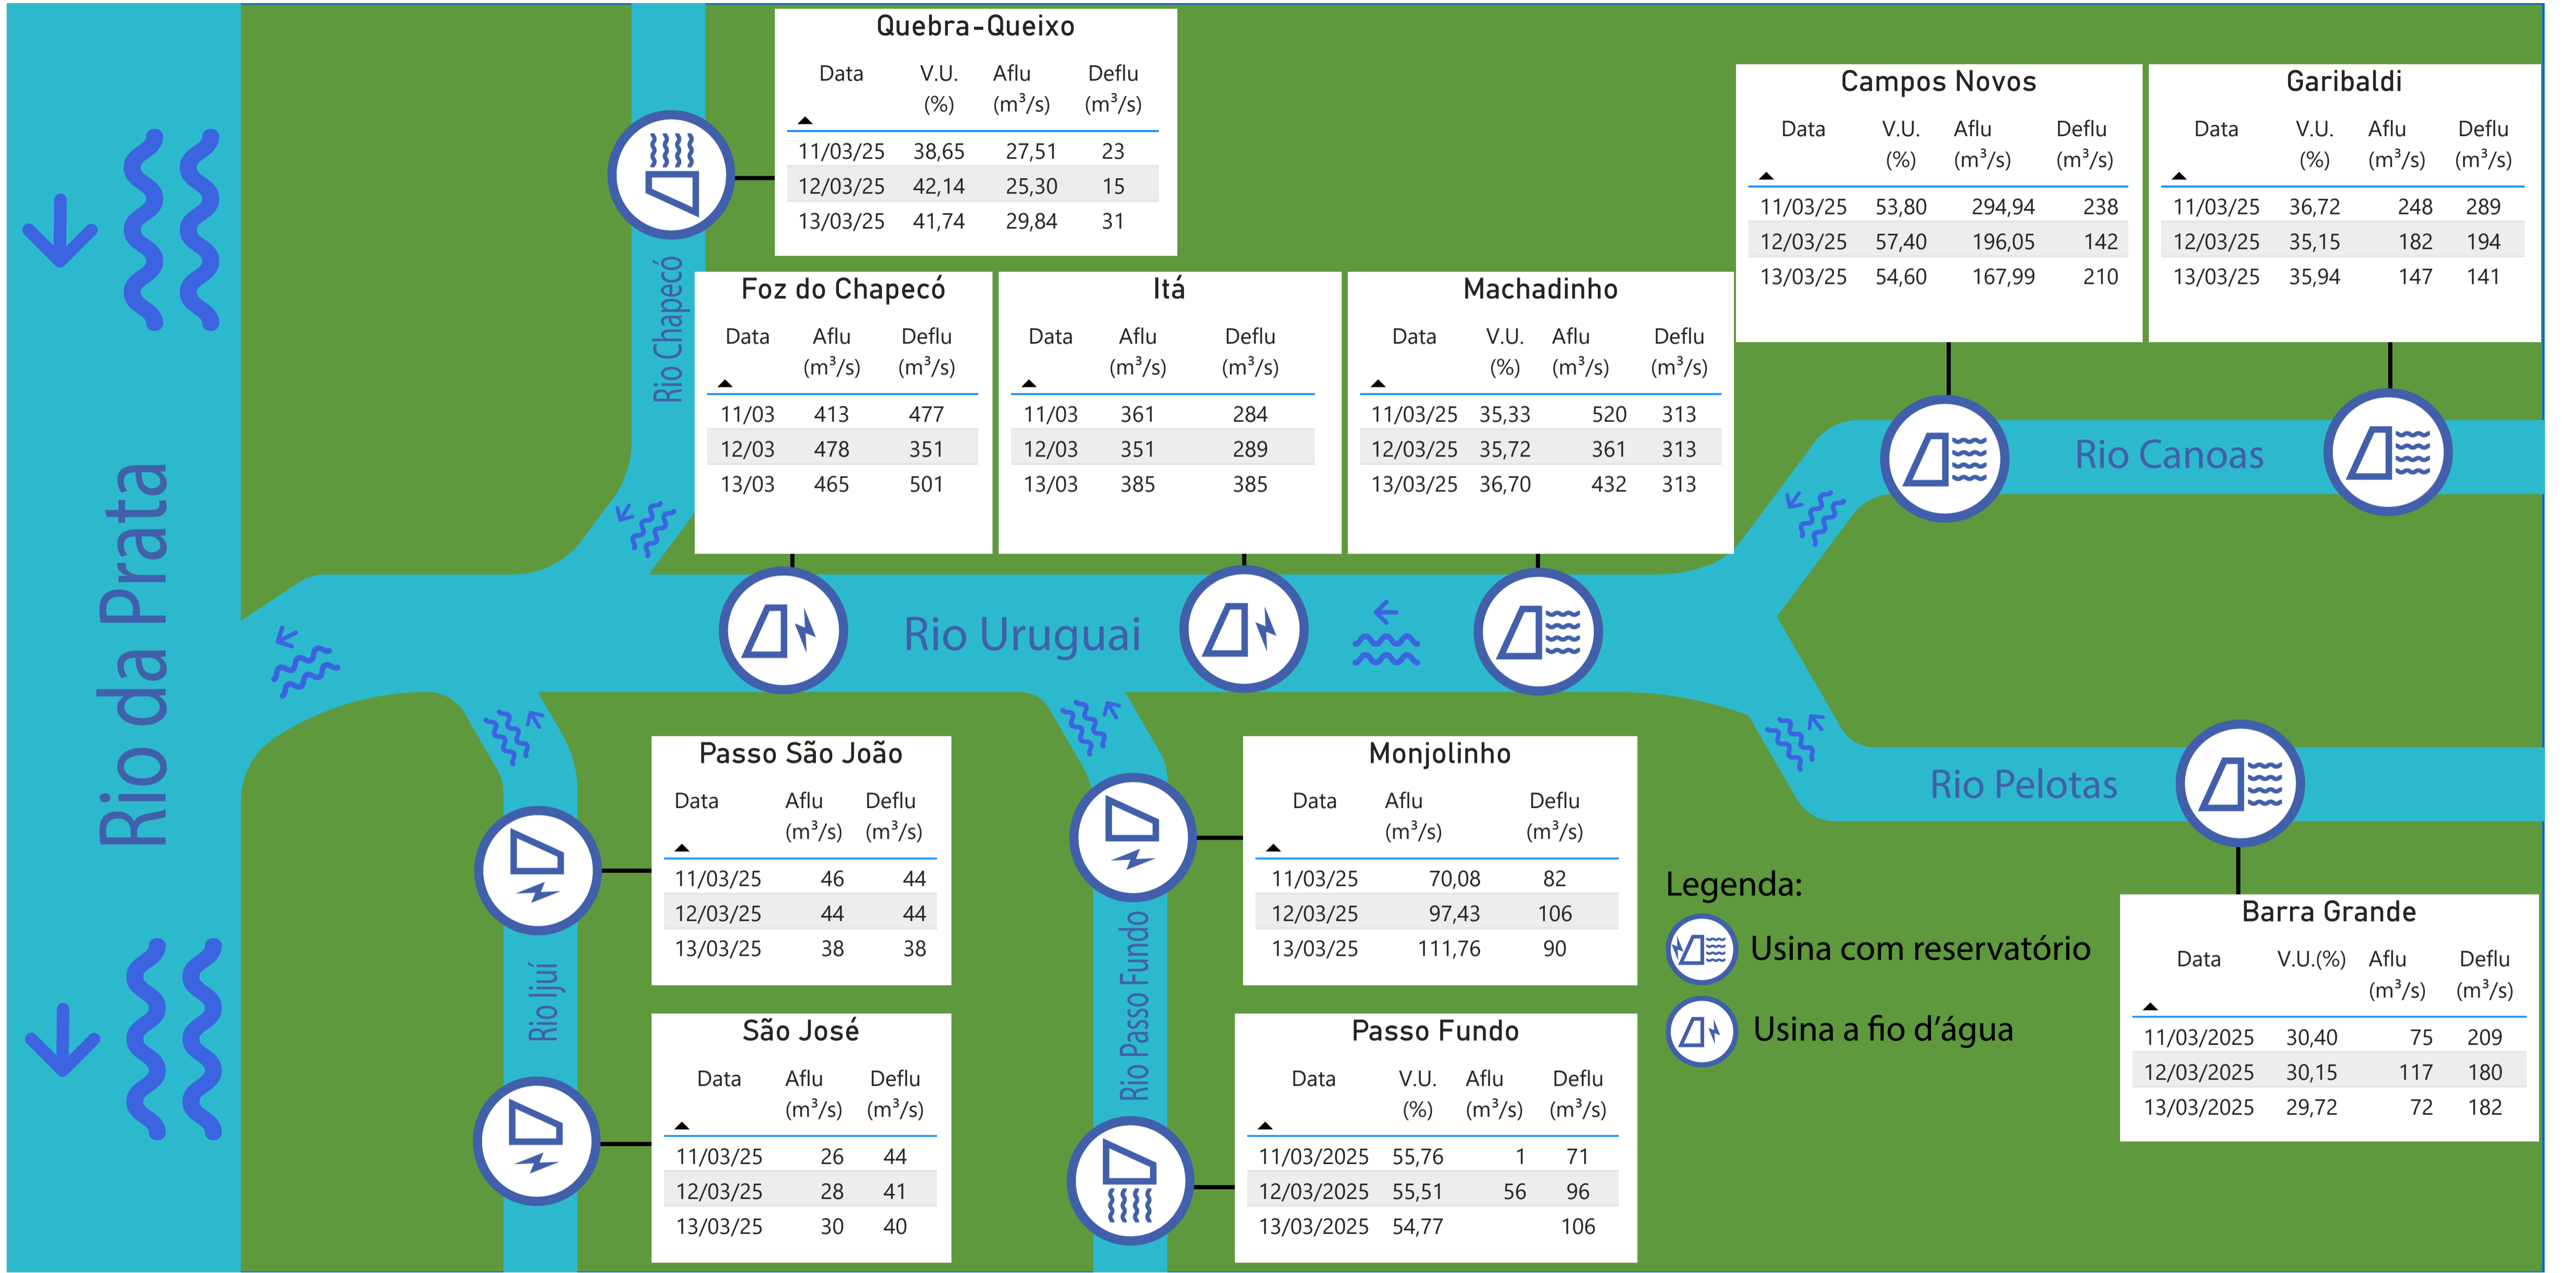 Quebra-Queixo
Data V.U. (%) Aflu (m³/s) Deflu (m³/s)
11/03/25 38,65 27,51 23
12/03/25 42,14 25,30 15
13/03/25 41,74 29,84 31
Campos Novos
Data V.U. (%) Aflu (m³/s) Deflu (m³/s)
11/03/25 53,80 294,94 238
12/03/25 57,40 196,05 142
13/03/25 54,60 167,99 210
Garibaldi
Data V.U. (%) Aflu (m³/s) Deflu (m³/s)
11/03/25 36,72 248 289
12/03/25 35,15 182 194
13/03/25 35,94 147 141
Rio Chapecó
Foz do Chapecó
Data Aflu (m³/s) Deflu (m³/s)
11/03 413 477
12/03 478 351
13/03 465 501
Itá
Data Aflu (m³/s) Deflu (m³/s)
11/03 361 284
12/03 351 289
13/03 385 385
Machadinho
Data V.U. (%) Aflu (m³/s) Deflu (m³/s)
11/03/25 35,33 520 313
12/03/25 35,72 361 313
13/03/25 36,70 432 313
Rio Canoas
Rio da Prata
Rio Uruguai
Rio Pelotas
Passo São João
Data Aflu (m³/s) Deflu (m³/s)
11/03/25 46 44
12/03/25 44 44
13/03/25 38 38
Monjolinho
Data Aflu (m³/s) Deflu (m³/s)
11/03/25 70,08 82
12/03/25 97,43 106
13/03/25 111,76 90
Legenda:
Usina com reservatório
Usina a fio d’água
Barra Grande
Data V.U.(%) Aflu (m³/s) Deflu (m³/s)
11/03/2025 30,40 75 209
12/03/2025 30,15 117 180
13/03/2025 29,72 72 182
Rio Ijuí
São José
Data Aflu (m³/s) Deflu (m³/s)
11/03/25 26 44
12/03/25 28 41
13/03/25 30 40
Rio Passo Fundo
Passo Fundo
Data V.U. (%) Aflu (m³/s) Deflu (m³/s)
11/03/2025 55,76 1 71
12/03/2025 55,51 56 96
13/03/2025 54,77 106